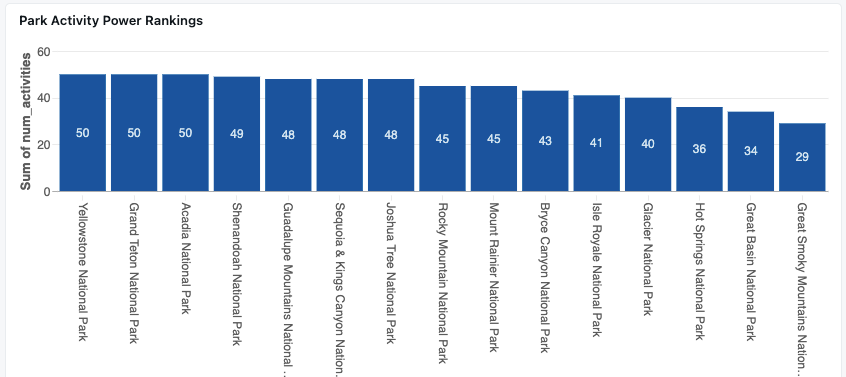 Park Activity Power Rankings
Sum of num_activities
60
40
20
0
50
50
50
49
48
48
48
45
45
43
41
40
36
34
29
Yellowstone National Park
Grand Teton National Park
Acadia National Park
Shenandoah National Park
Guadalupe Mountains National ...
Sequoia & Kings Canyon Nation...
Joshua Tree National Park
Rocky Mountain National Park
Mount Rainier National Park
Bryce Canyon National Park
Isle Royale National Park
Glacier National Park
Hot Springs National Park
Great Basin National Park
Great Smoky Mountains Nation...